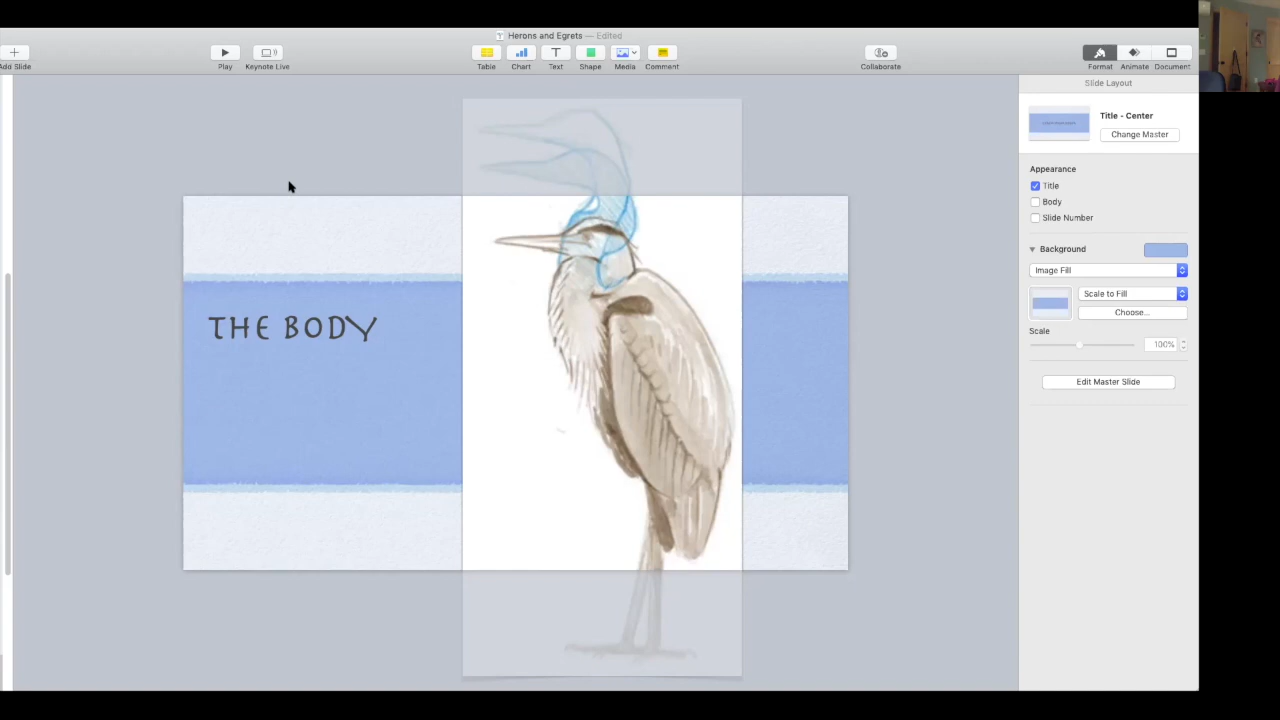 Herons and Egrets — Edited
Add Slide
Play
Keynote Live
Table
Chart
Text
Shape
Media
Comment
Collaborate
Format
Animate
Document
Slide Layout
Title - Center
Change Master
Appearance
Title
Body
Slide Number
Background
Image Fill
Scale to Fill
Choose...
Scale
100%
Edit Master Slide
THE BODY